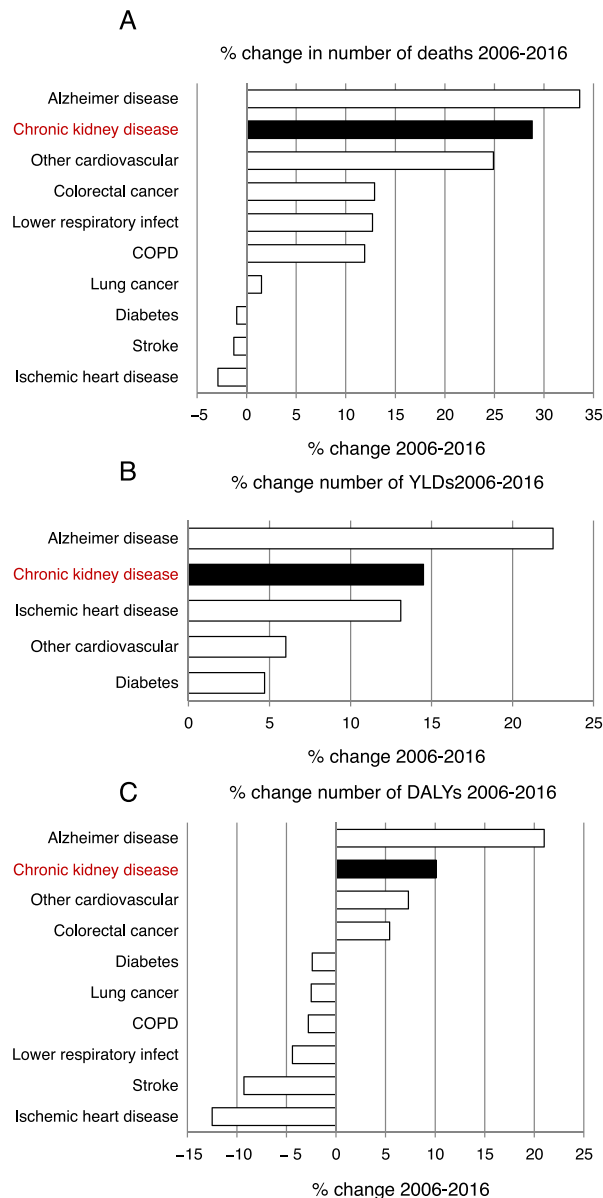 A
% change in number of deaths 2006-2016
Alzheimer disease
Chronic kidney disease
Other cardiovascular
Colorectal cancer
Lower respiratory infect
COPD
Lung cancer
Diabetes
Stroke
Ischemic heart disease
−5 0 5 10 15 20 25 30 35
% change 2006-2016
B
% change number of YLDs2006-2016
Alzheimer disease
Chronic kidney disease
Ischemic heart disease
Other cardiovascular
Diabetes
0 5 10 15 20 25
% change 2006-2016
C
% change number of DALYs 2006-2016
Alzheimer disease
Chronic kidney disease
Other cardiovascular
Colorectal cancer
Diabetes
Lung cancer
COPD
Lower respiratory infect
Stroke
Ischemic heart disease
−15 −10 − 5 0 5 10 15 20 25
% change 2006-2016